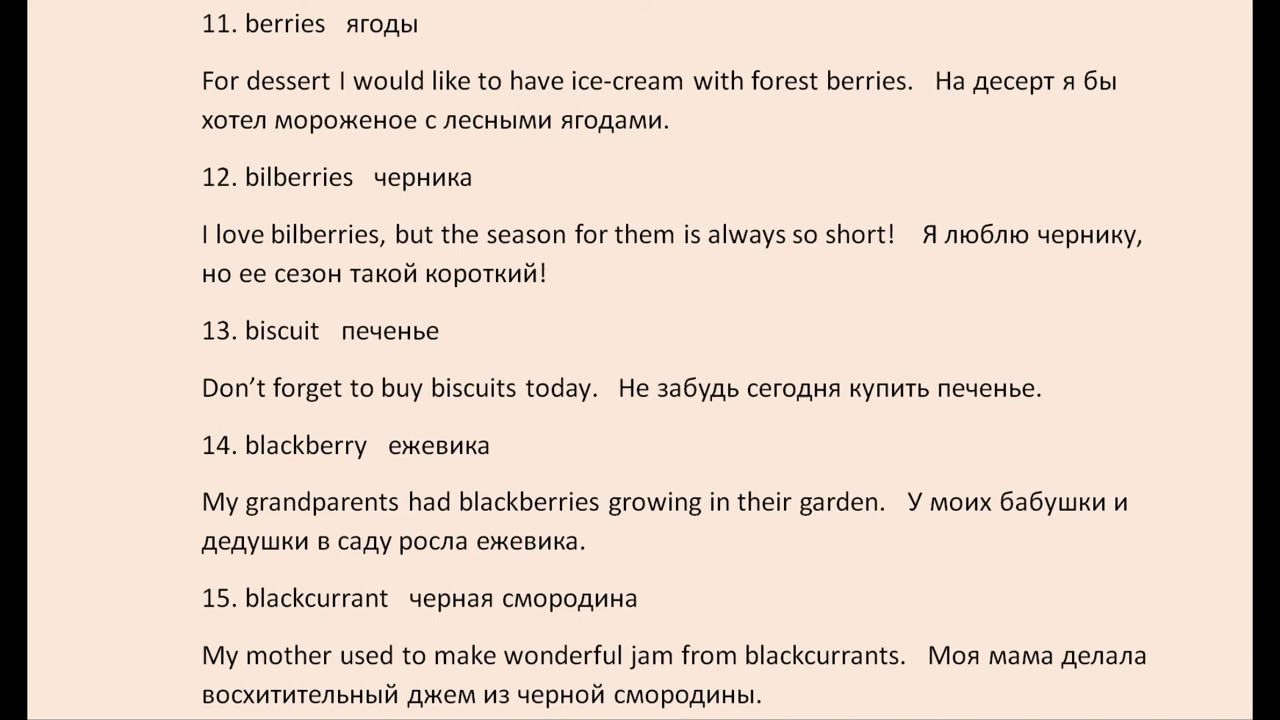 11. berries ягоды
For dessert I would like to have ice-cream with forest berries. На десерт я бы
хотел мороженое с лесными ягодами.
12. bilberries черника
I love bilberries, but the season for them is always so short! Я люблю чернику,
но ее сезон такой короткий!
13. biscuit печенье
Don’t forget to buy biscuits today. Не забудь сегодня купить печенье.
14. blackberry ежевика
My grandparents had blackberries growing in their garden. У моих бабушки и
дедушки в саду росла ежевика.
15. blackcurrant черная смородина
My mother used to make wonderful jam from blackcurrants. Моя мама делала
восхитительный джем из черной смородины.